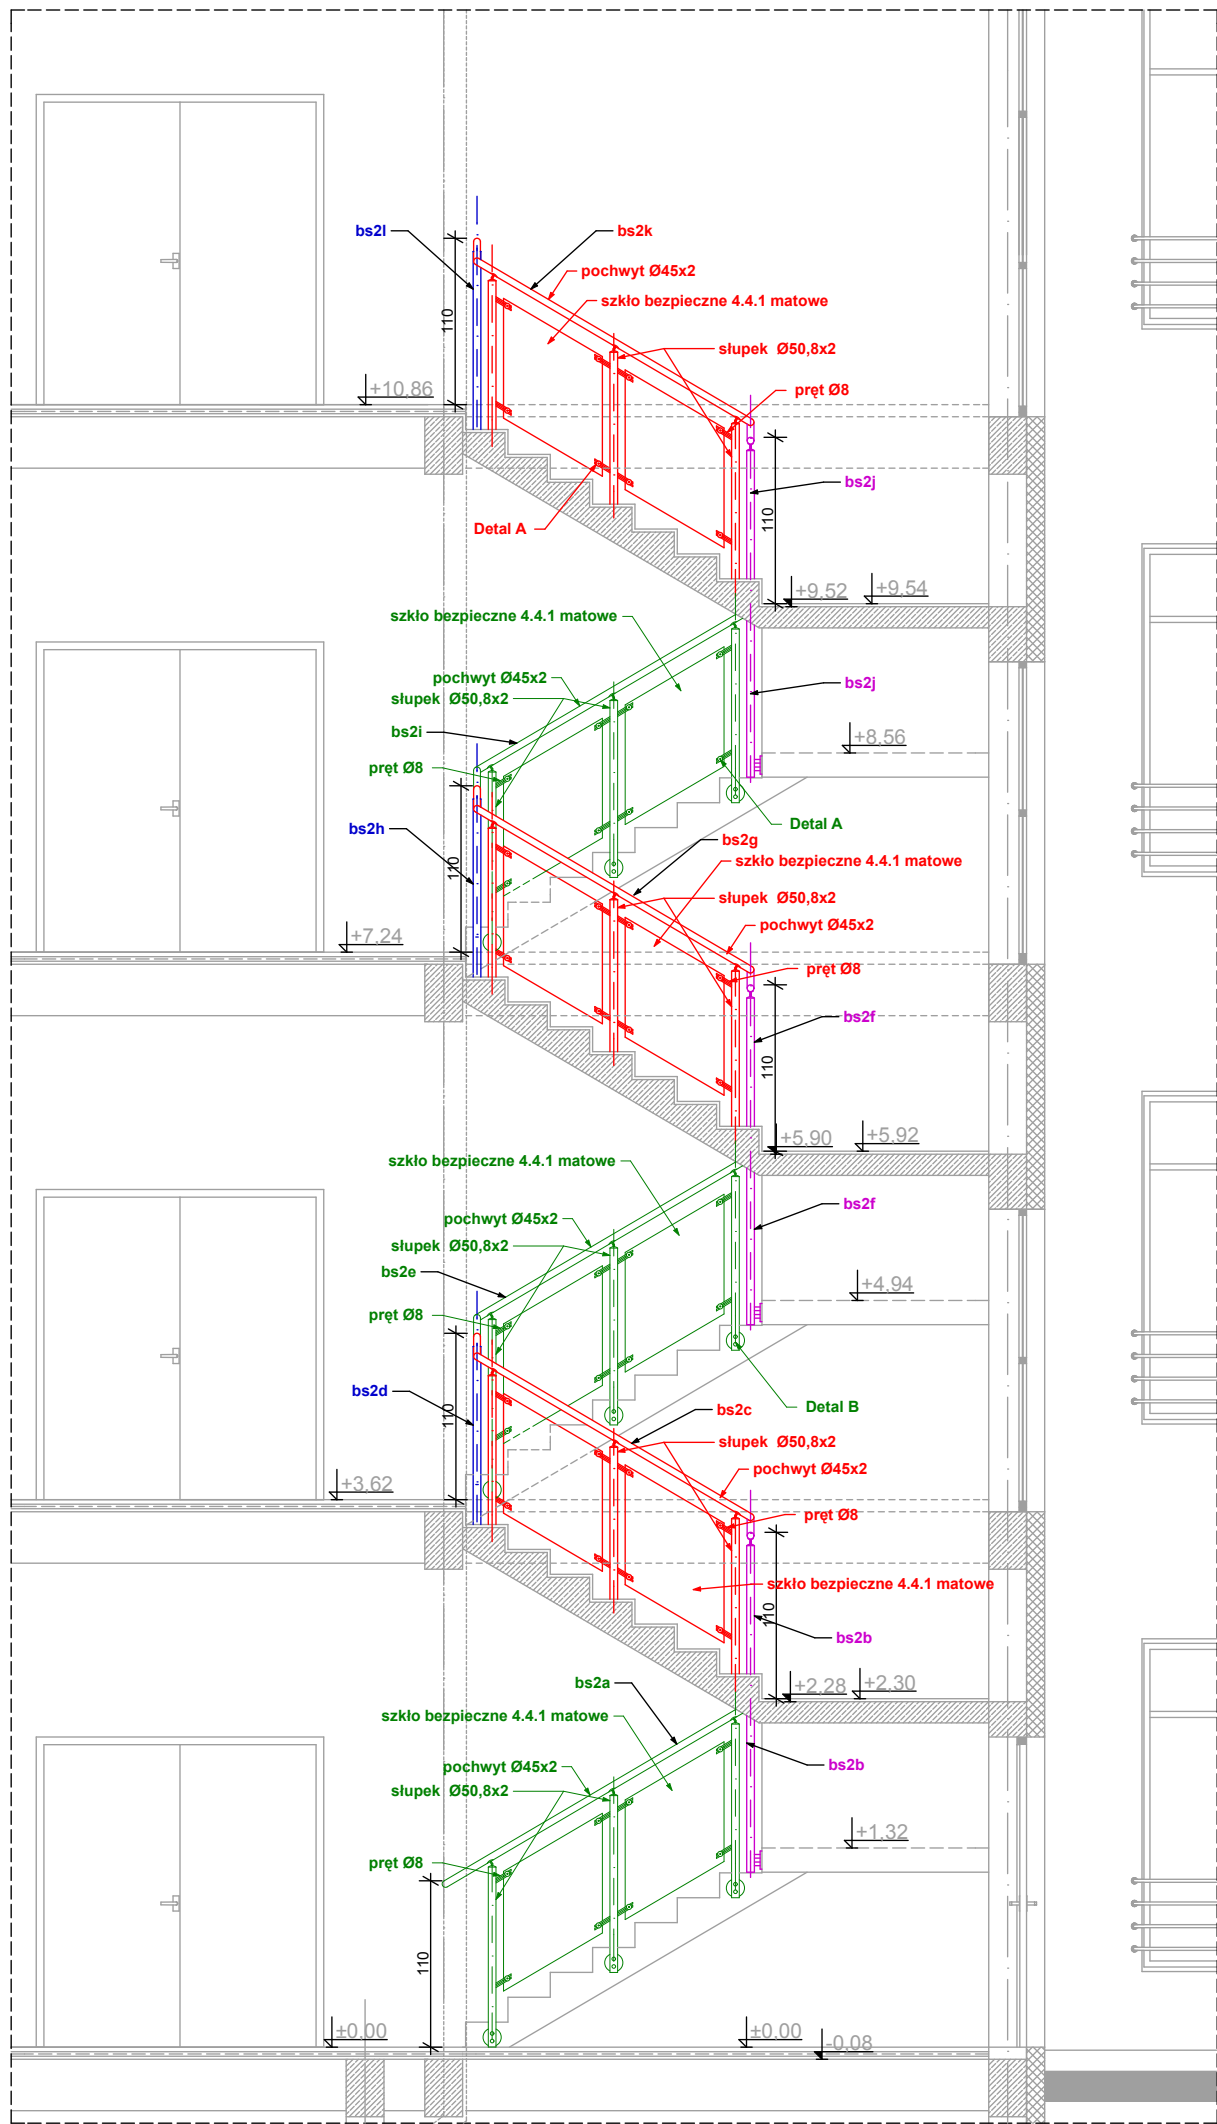 bs2l
bs2k
pochwyt Ø45x2
szkło bezpieczne 4.4.1 matowe
110
słupek Ø50,8x2
+10,86
pręt Ø8
bs2j
110
Detal A
+9,52
+9,54
szkło bezpieczne 4.4.1 matowe
pochwyt Ø45x2
bs2j
słupek Ø50,8x2
bs2i
+8,56
pręt Ø8
bs2h
Detal A
bs2g
110
szkło bezpieczne 4.4.1 matowe
słupek Ø50,8x2
pochwyt Ø45x2
+7,24
pręt Ø8
bs2f
110
+5,90
+5,92
szkło bezpieczne 4.4.1 matowe
bs2f
pochwyt Ø45x2
słupek Ø50,8x2
bs2e
+4,94
pręt Ø8
bs2d
Detal B
bs2c
110
słupek Ø50,8x2
pochwyt Ø45x2
+3,62
pręt Ø8
szkło bezpieczne 4.4.1 matowe
110
bs2b
bs2a
+2,28
+2,30
szkło bezpieczne 4.4.1 matowe
pochwyt Ø45x2
bs2b
słupek Ø50,8x2
+1,32
pręt Ø8
110
±0,00
±0,00
-0,08